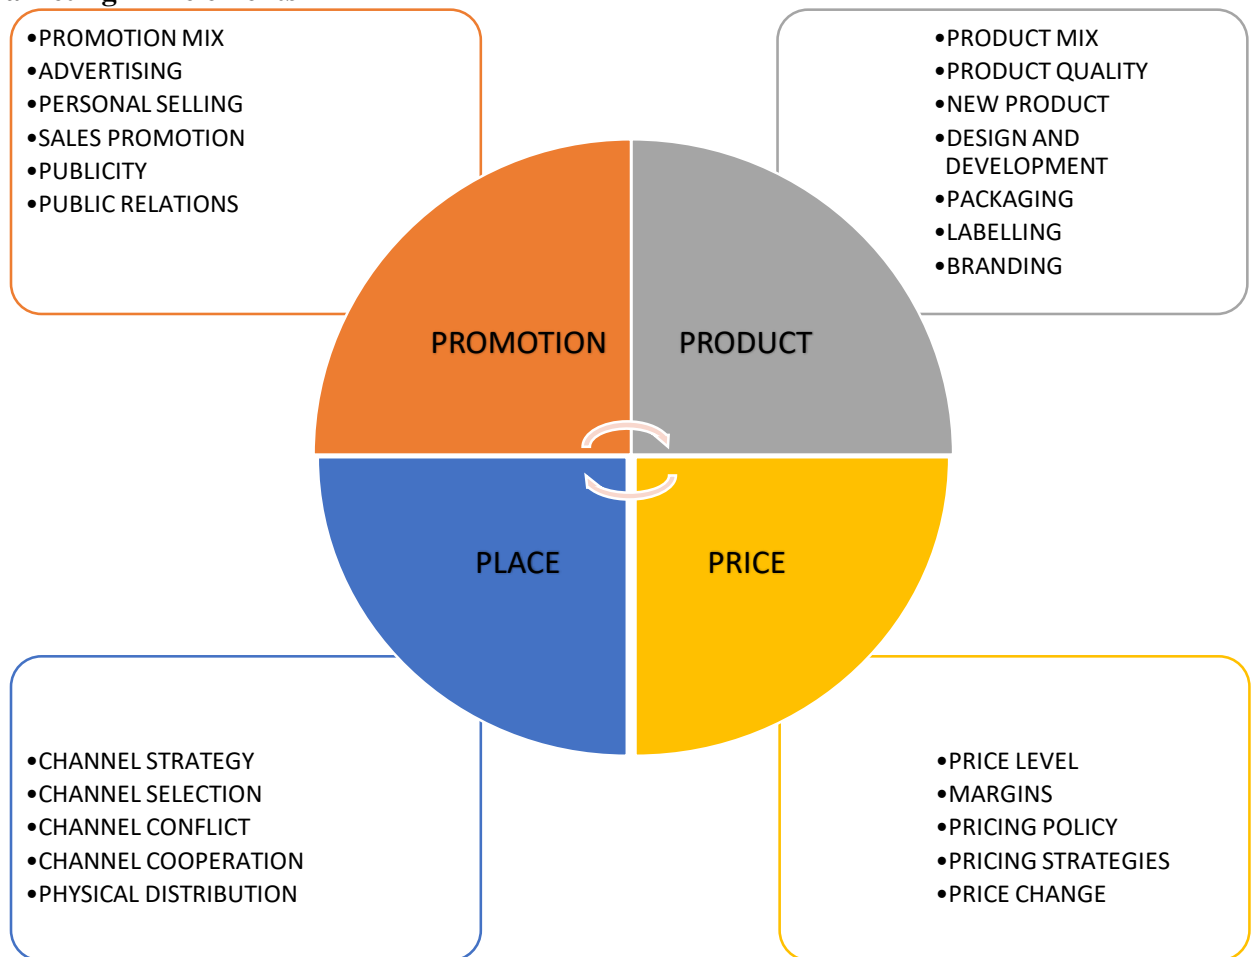 •PROMOTION MIX
•ADVERTISING
•PERSONAL SELLING
•SALES PROMOTION
•PUBLICITY
•PUBLIC RELATIONS
•PRODUCT MIX
•PRODUCT QUALITY
•NEW PRODUCT
•DESIGN AND
DEVELOPMENT
•PACKAGING
•LABELLING
•BRANDING
PROMOTION
PRODUCT
PLACE
PRICE
•CHANNEL STRATEGY
•CHANNEL SELECTION
•CHANNEL CONFLICT
•CHANNEL COOPERATION
•PHYSICAL DISTRIBUTION
•PRICE LEVEL
•MARGINS
•PRICING POLICY
•PRICING STRATEGIES
•PRICE CHANGE